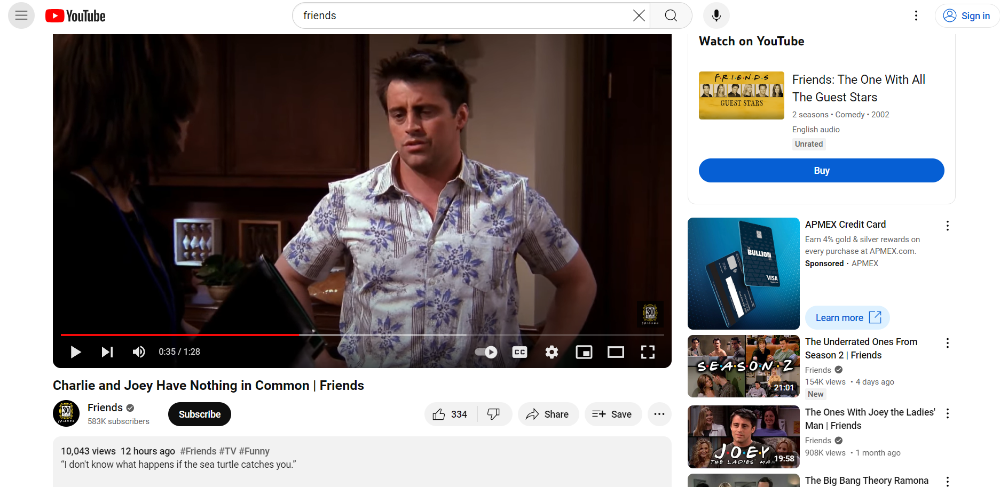 YouTube
friends
Sign in
30
FRIENDS
0:35 / 1:28
CC
Charlie and Joey Have Nothing in Common | Friends
30
FRIENDS
Friends
583K subscribers
Subscribe
334
Share
Save
10,043 views 12 hours ago #Friends #TV #Funny
“I don't know what happens if the sea turtle catches you.”
Watch on YouTube
F·R·I·E·N·D·S
GUEST STARS
Friends: The One With All
The Guest Stars
2 seasons • Comedy • 2002
English audio
Unrated
Buy
BULLION
VISA
APMEX Credit Card
Earn 4% gold & silver rewards on
every purchase at APMEX.com.
Sponsored · APMEX
Learn more
S·E·A·S·O·N·2
21:01
The Underrated Ones From
Season 2 | Friends
Friends
154K views • 4 days ago
New
J·O·E·Y
THE LADIES' MAN
19:58
The Ones With Joey the Ladies'
Man | Friends
Friends
908K views • 1 month ago
The Big Bang Theory Ramona